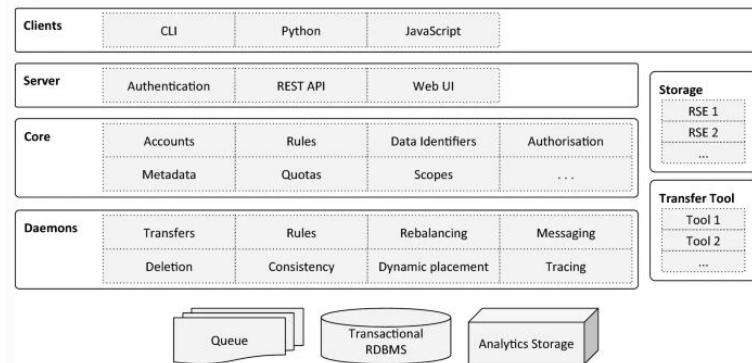 Clients
CLI Python JavaScript
Server
Authentication REST API Web UI
Storage
RSE 1
RSE 2
...
Core
Accounts Rules Data Identifiers Authorisation
Metadata Quotas Scopes . . .
Transfer Tool
Tool 1
Tool 2
...
Daemons
Transfers Rules Rebalancing Messaging
Deletion Consistency Dynamic placement Tracing
Queue
Transactional
RDBMS
Analytics Storage